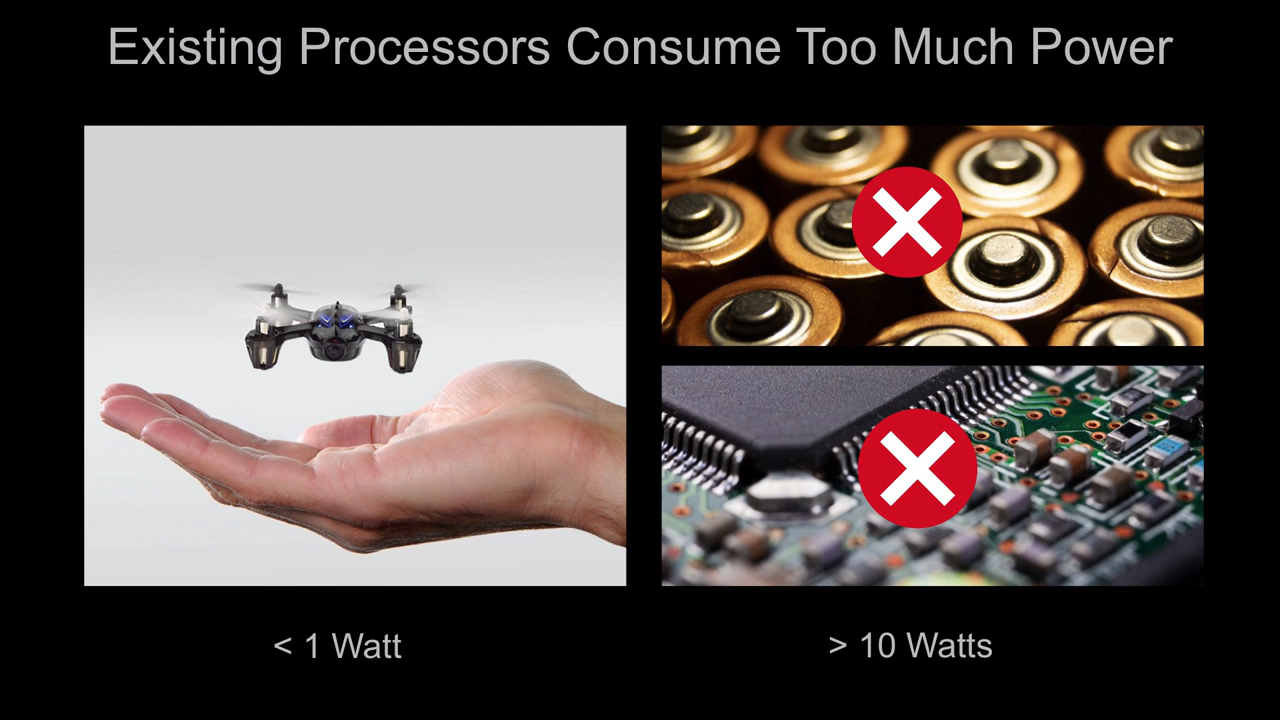 Existing Processors Consume Too Much Power
< 1 Watt
> 10 Watts